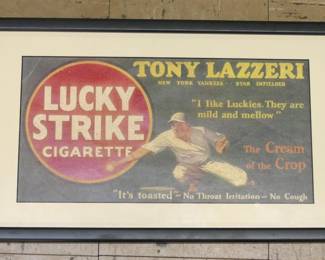 TONY LAZZERI
NEW YORK YANKEES STAR INFIELDER
LUCKY
STRIKE
CIGARETTE
"I like Luckies. They are
mild and mellow"
The Cream
of the Crop
"It's toasted" - No Throat Irritation - No Cough